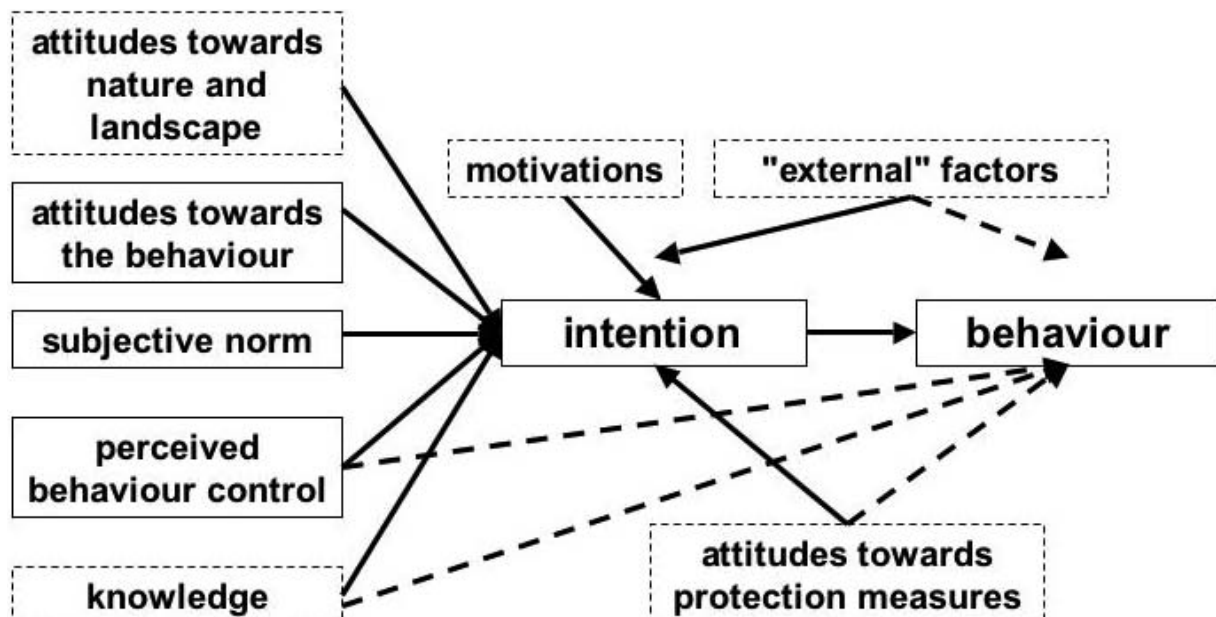 attitudes towards
nature and
landscape
motivations
"external" factors
attitudes towards
the behaviour
subjective norm
intention
behaviour
perceived
behaviour control
attitudes towards
protection measures
knowledge